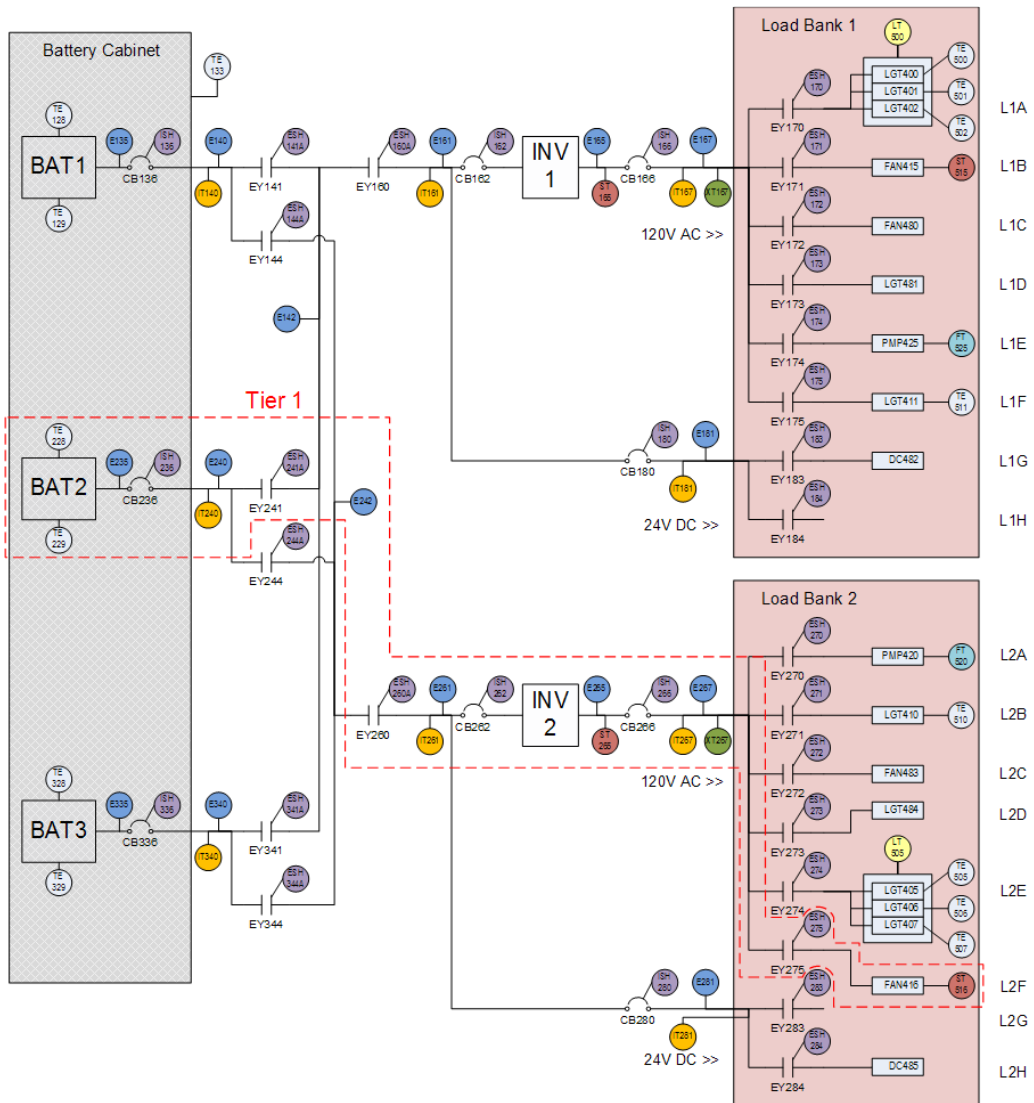 Battery Cabinet
TE 133
Load Bank 1
LT 500
TE 500
LGT400
ESH 170
LGT401
TE 501
LGT402
EY170
TE 502
L1A
TE 128
BAT1
E135
ISH 136
CB136
E140
IT140
ESH 141A
EY141
ESH 160A
EY160
E161
IT161
ISH 162
CB162
INV 1
E165
ST 165
ISH 166
CB166
E167
IT167
XT167
ESH 171
EY171
FAN415
ST 515
L1B
TE 129
ESH 144A
EY144
120V AC >>
ESH 172
EY172
FAN480
L1C
ESH 173
EY173
LGT481
L1D
E142
ESH 174
EY174
PMP425
FT 525
L1E
Tier 1
ESH 175
EY175
LGT411
TE 511
L1F
TE 228
BAT2
E235
ISH 236
CB236
E240
IT240
ESH 241A
EY241
E242
ISH 180
CB180
E181
IT181
ESH 183
EY183
DC482
L1G
TE 229
ESH 244A
EY244
24V DC >>
ESH 184
EY184
L1H
Load Bank 2
ESH 270
EY270
PMP420
FT 520
L2A
ESH 260A
EY260
E261
IT261
ISH 262
CB262
INV 2
E265
ST 265
ISH 266
CB266
E267
IT267
XT267
ESH 271
EY271
LGT410
TE 510
L2B
120V AC >>
ESH 272
EY272
FAN483
L2C
ESH 273
EY273
LGT484
L2D
TE 328
BAT3
E335
ISH 336
CB336
E340
IT340
ESH 341A
EY341
TE 329
ESH 344A
EY344
LT 505
ESH 274
EY274
LGT405
LGT406
LGT407
TE 505
TE 506
TE 507
L2E
ESH 275
EY275
FAN416
ST 516
L2F
ISH 280
CB280
E281
IT281
ESH 283
EY283
L2G
24V DC >>
ESH 284
EY284
DC485
L2H